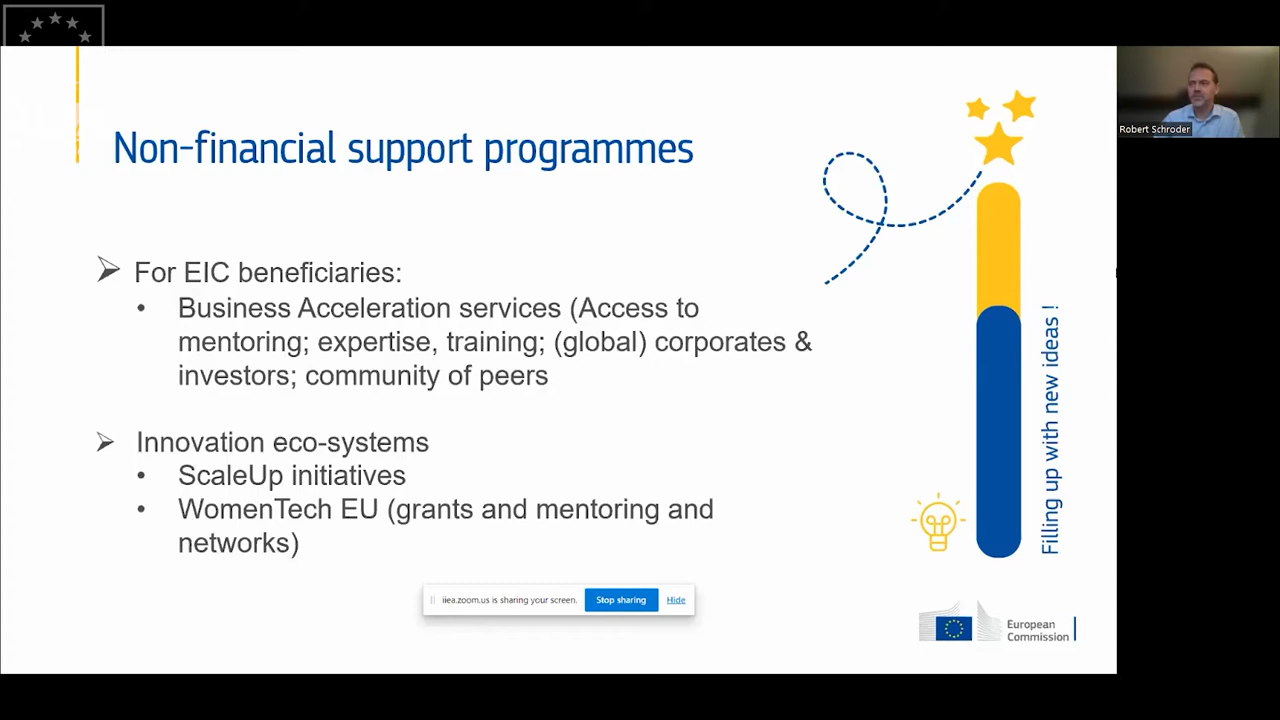 Non-financial support programmes
Robert Schroder
For EIC beneficiaries:
• Business Acceleration services (Access to
mentoring; expertise, training; (global) corporates &
investors; community of peers
Innovation eco-systems
• ScaleUp initiatives
• WomenTech EU (grants and mentoring and
networks)
Filling up with new ideas !
iiea.zoom.us is sharing your screen. Stop sharing Hide
European
Commission